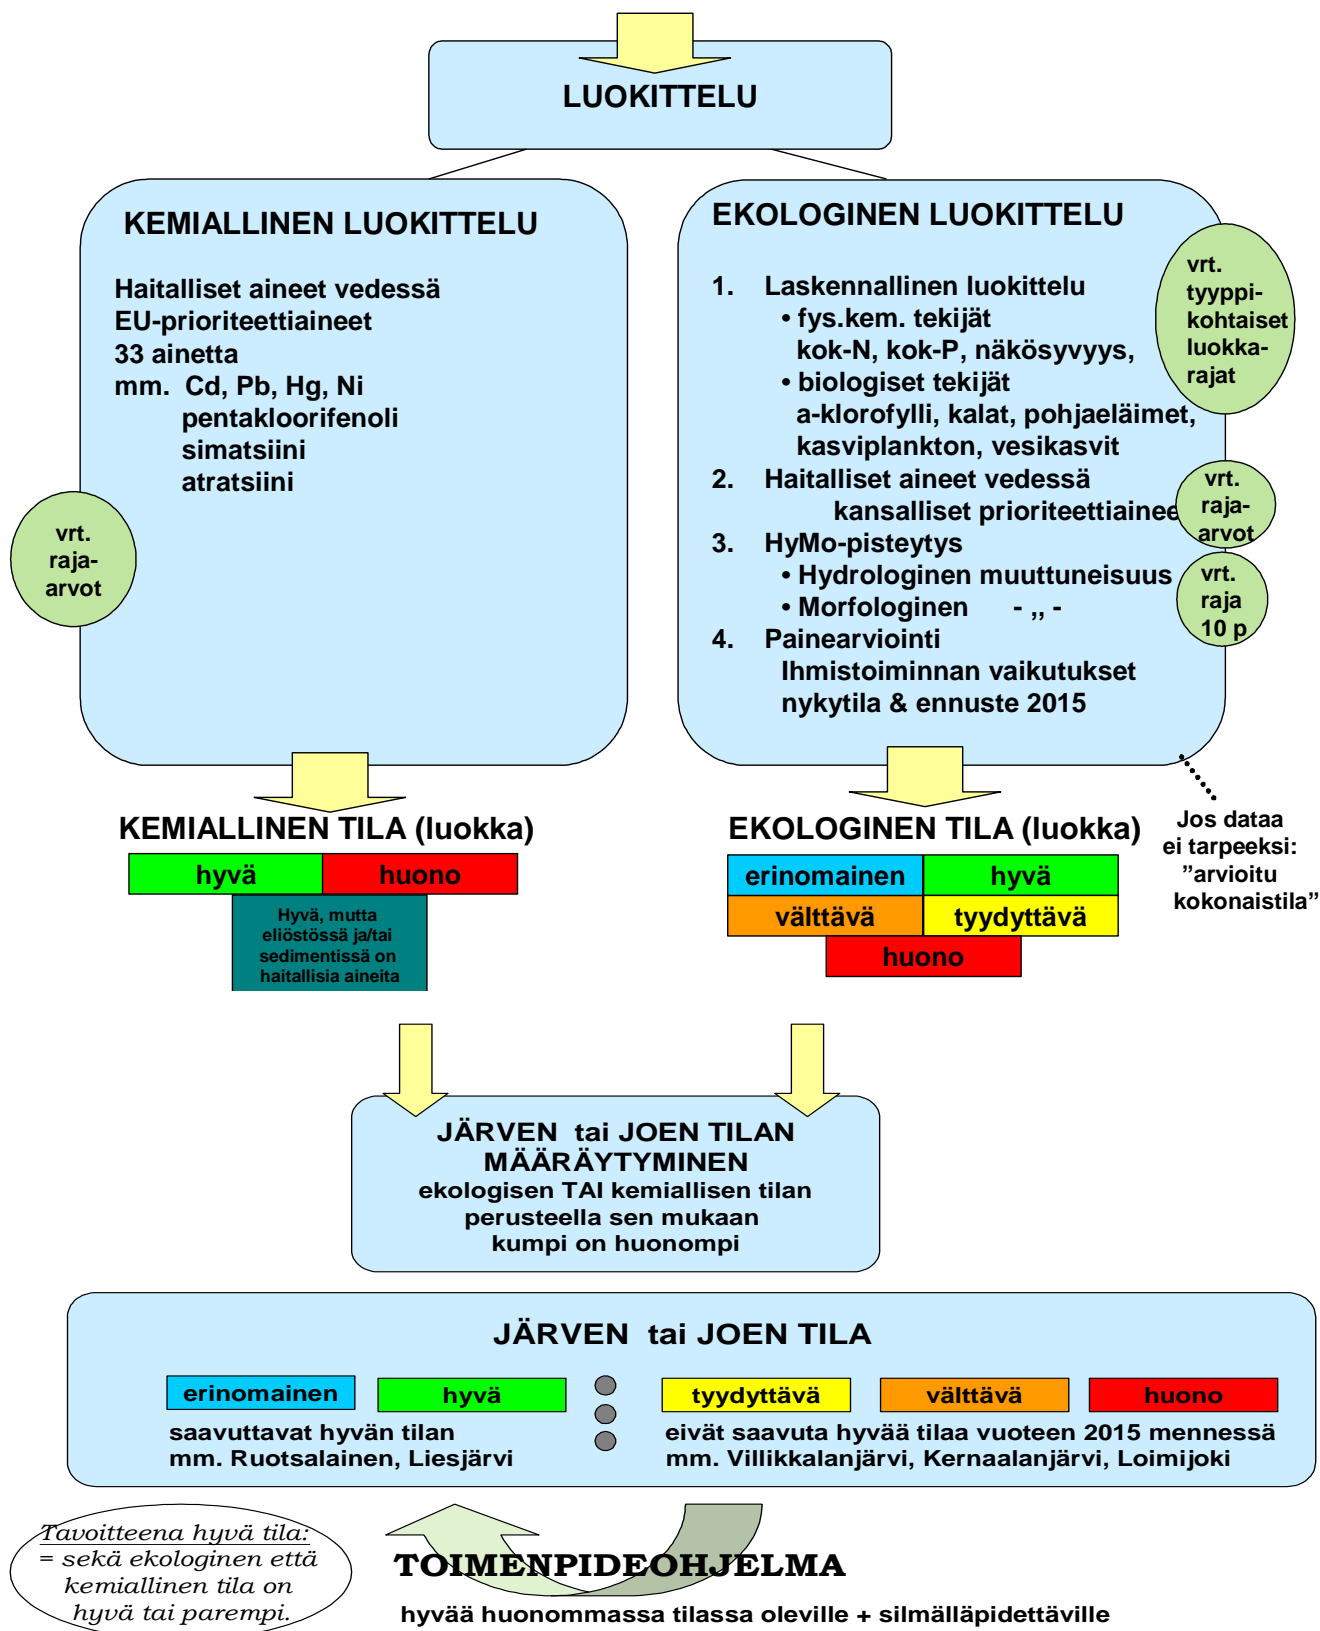 LUOKITTELU
KEMIALLINEN LUOKITTELU
Haitalliset aineet vedessä
EU-prioriteettiaineet
33 ainetta
mm. Cd, Pb, Hg, Ni
pentakloorifenoli
simatsiini
atratsiini
vrt.
raja-
arvot
EKOLOGINEN LUOKITTELU
1. Laskennallinen luokittelu
• fys.kem. tekijät
kok-N, kok-P, näkösyvyys,
• biologiset tekijät
a-klorofylli, kalat, pohjaeläimet,
kasviplankton, vesikasvit
2. Haitalliset aineet vedessä
kansalliset prioriteettiainee
3. HyMo-pisteytys
• Hydrologinen muuttuneisuus
• Morfologinen - ,, -
4. Painearviointi
Ihmistoiminnan vaikutukset
nykytila & ennuste 2015
vrt.
tyyppi-
kohtaiset
luokka-
rajat
vrt.
raja-
arvot
vrt.
raja
10 p
KEMIALLINEN TILA (luokka)
hyvä huono
Hyvä, mutta
eliöstössä ja/tai
sedimentissä on
haitallisia aineita
EKOLOGINEN TILA (luokka)
erinomainen hyvä
välttävä tyydyttävä
huono
Jos dataa
ei tarpeeksi:
”arvioitu
kokonaistila”
JÄRVEN tai JOEN TILAN
MÄÄRÄYTYMINEN
ekologisen TAI kemiallisen tilan
perusteella sen mukaan
kumpi on huonompi
JÄRVEN tai JOEN TILA
erinomainen hyvä tyydyttävä välttävä huono
saavuttavat hyvän tilan
mm. Ruotsalainen, Liesjärvi
eivät saavuta hyvää tilaa vuoteen 2015 mennessä
mm. Villikkalanjärvi, Kernaalanjärvi, Loimijoki
Tavoitteena hyvä tila:
= sekä ekologinen että
kemiallinen tila on
hyvä tai parempi.
TOIMENPIDEOHJELMA
hyvää huonommassa tilassa oleville + silmälläpidettäville